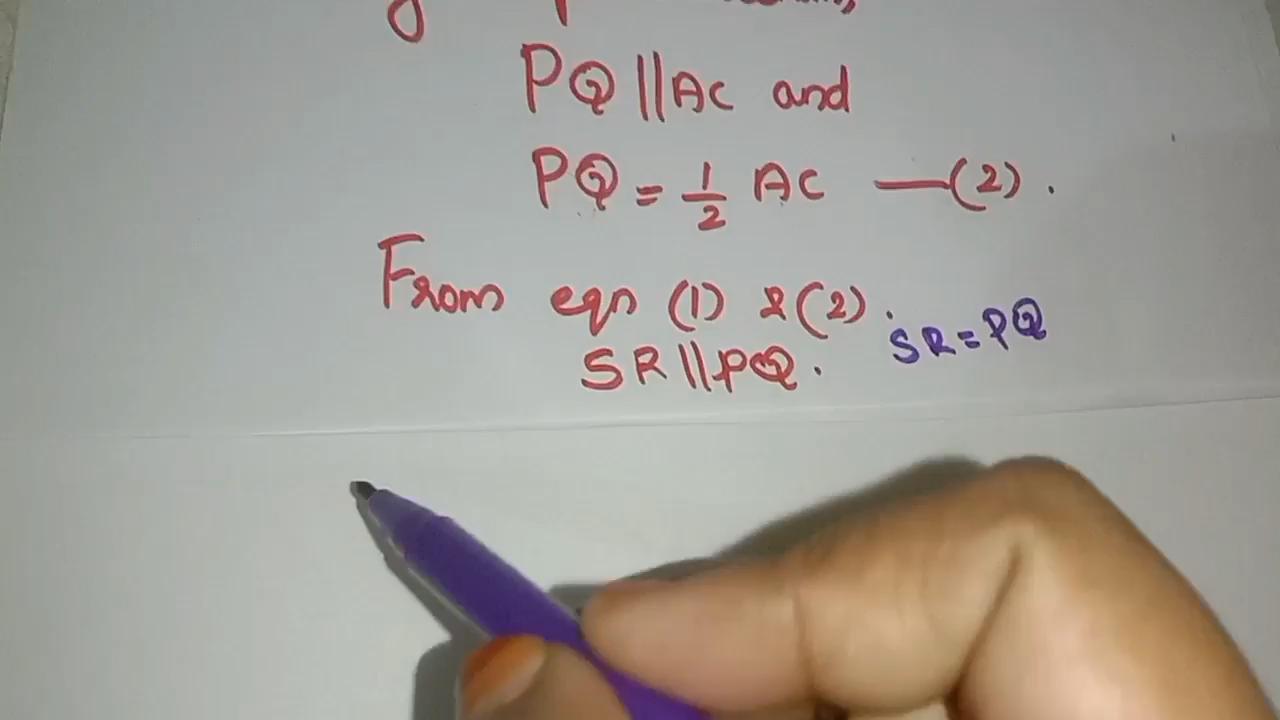 PQ || AC and
PQ = 1/2 AC —(2).
From eqn (1) & (2).
SR || PQ. SR = PQ